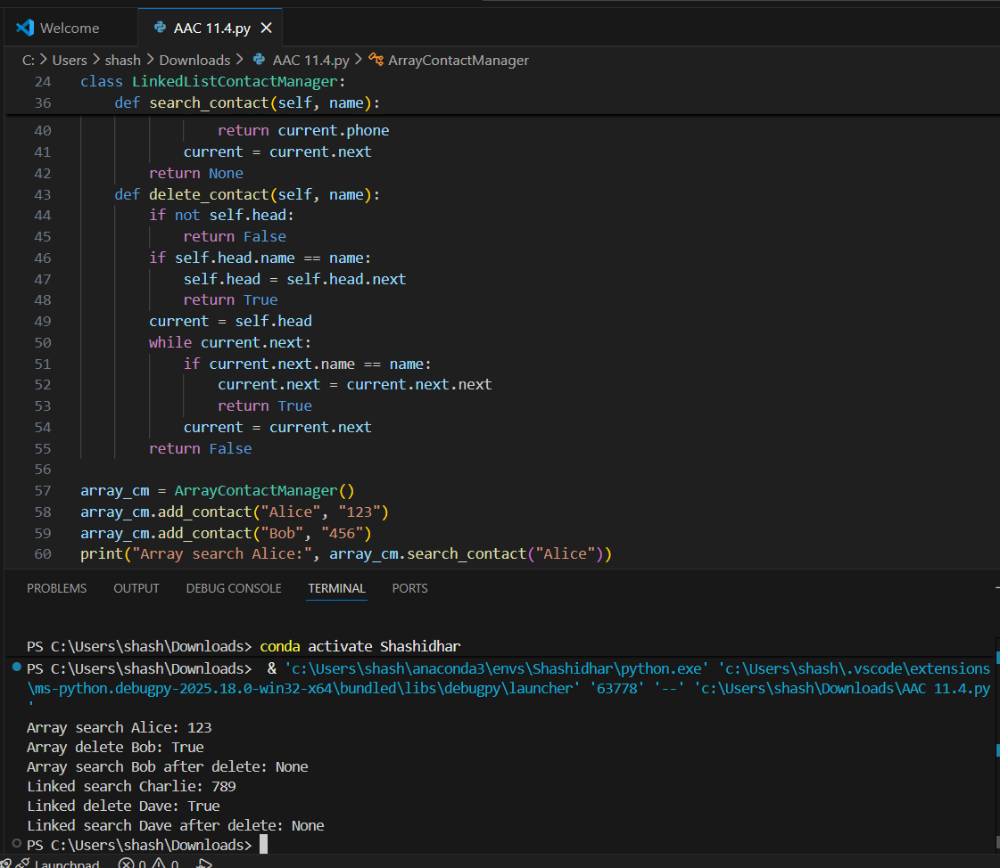 Welcome
AAC 11.4.py
C: > Users > shash > Downloads > AAC 11.4.py > ArrayContactManager
24 class LinkedListContactManager:
36     def search_contact(self, name):
40                 return current.phone
41             current = current.next
42         return None
43     def delete_contact(self, name):
44         if not self.head:
45             return False
46         if self.head.name == name:
47             self.head = self.head.next
48             return True
49         current = self.head
50         while current.next:
51             if current.next.name == name:
52                 current.next = current.next.next
53                 return True
54             current = current.next
55         return False
56
57 array_cm = ArrayContactManager()
58 array_cm.add_contact("Alice", "123")
59 array_cm.add_contact("Bob", "456")
60 print("Array search Alice:", array_cm.search_contact("Alice"))
PROBLEMS OUTPUT DEBUG CONSOLE TERMINAL PORTS
PS C:\Users\shash\Downloads> conda activate Shashidhar
PS C:\Users\shash\Downloads>  & 'c:\Users\shash\anaconda3\envs\Shashidhar\python.exe' 'c:\Users\shash\.vscode\extensions
\ms-python.debugpy-2025.18.0-win32-x64\bundled\libs\debugpy\launcher' '63778' '--' 'c:\Users\shash\Downloads\AAC 11.4.py
'
Array search Alice: 123
Array delete Bob: True
Array search Bob after delete: None
Linked search Charlie: 789
Linked delete Dave: True
Linked search Dave after delete: None
PS C:\Users\shash\Downloads>
Launchpad 0 0